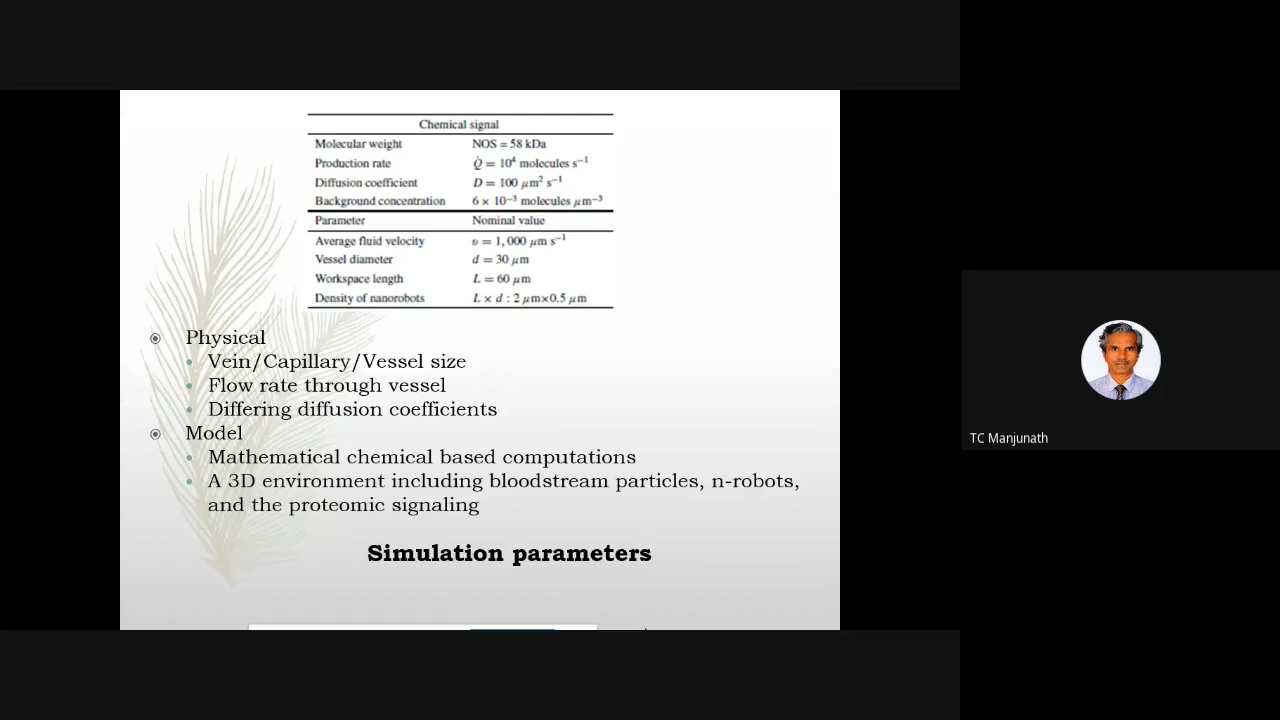 Chemical signal
Molecular weight NOS = 58 kDa
Production rate Q̇ = 10⁴ molecules s⁻¹
Diffusion coefficient D = 100 μm² s⁻¹
Background concentration 6 × 10⁻³ molecules μm⁻³
Parameter Nominal value
Average fluid velocity υ = 1,000 μm s⁻¹
Vessel diameter d = 30 μm
Workspace length L = 60 μm
Density of nanorobots L × d : 2 μm×0.5 μm
Physical
Vein/Capillary/Vessel size
Flow rate through vessel
Differing diffusion coefficients
Model
Mathematical chemical based computations
A 3D environment including bloodstream particles, n-robots,
and the proteomic signaling
Simulation parameters
TC Manjunath